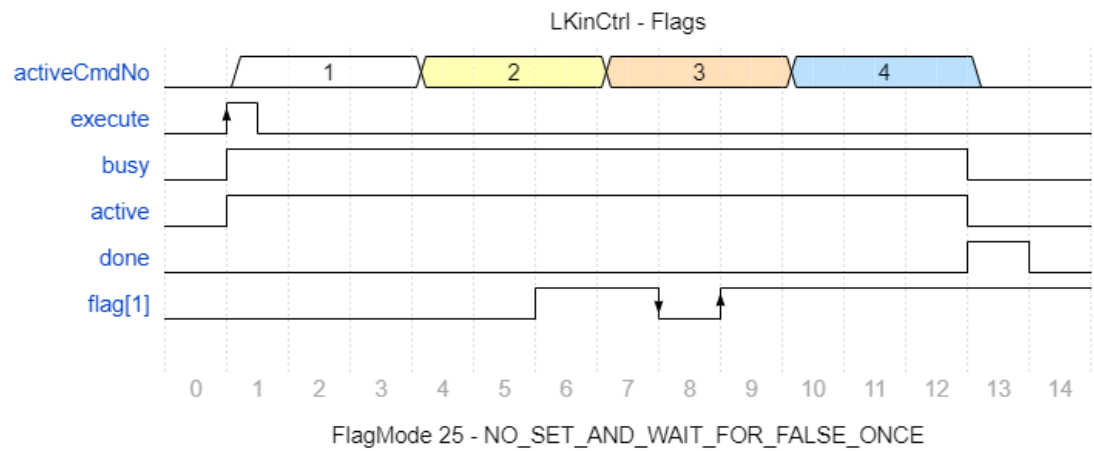 LKinCtrl - Flags
activeCmdNo 1 2 3 4
execute
busy
active
done
flag[1]
0 1 2 3 4 5 6 7 8 9 10 11 12 13 14
FlagMode 25 - NO_SET_AND_WAIT_FOR_FALSE_ONCE